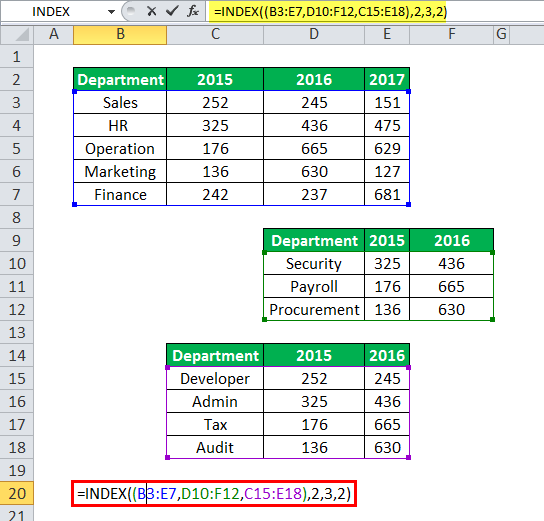 INDEX fx =INDEX((B3:E7,D10:F12,C15:E18),2,3,2)
A B C D E F G
1
2 Department 2015 2016 2017
3 Sales 252 245 151
4 HR 325 436 475
5 Operation 176 665 629
6 Marketing 136 630 127
7 Finance 242 237 681
8
9 Department 2015 2016
10 Security 325 436
11 Payroll 176 665
12 Procurement 136 630
13
14 Department 2015 2016
15 Developer 252 245
16 Admin 325 436
17 Tax 176 665
18 Audit 136 630
19
20 =INDEX((B3:E7,D10:F12,C15:E18),2,3,2)
21